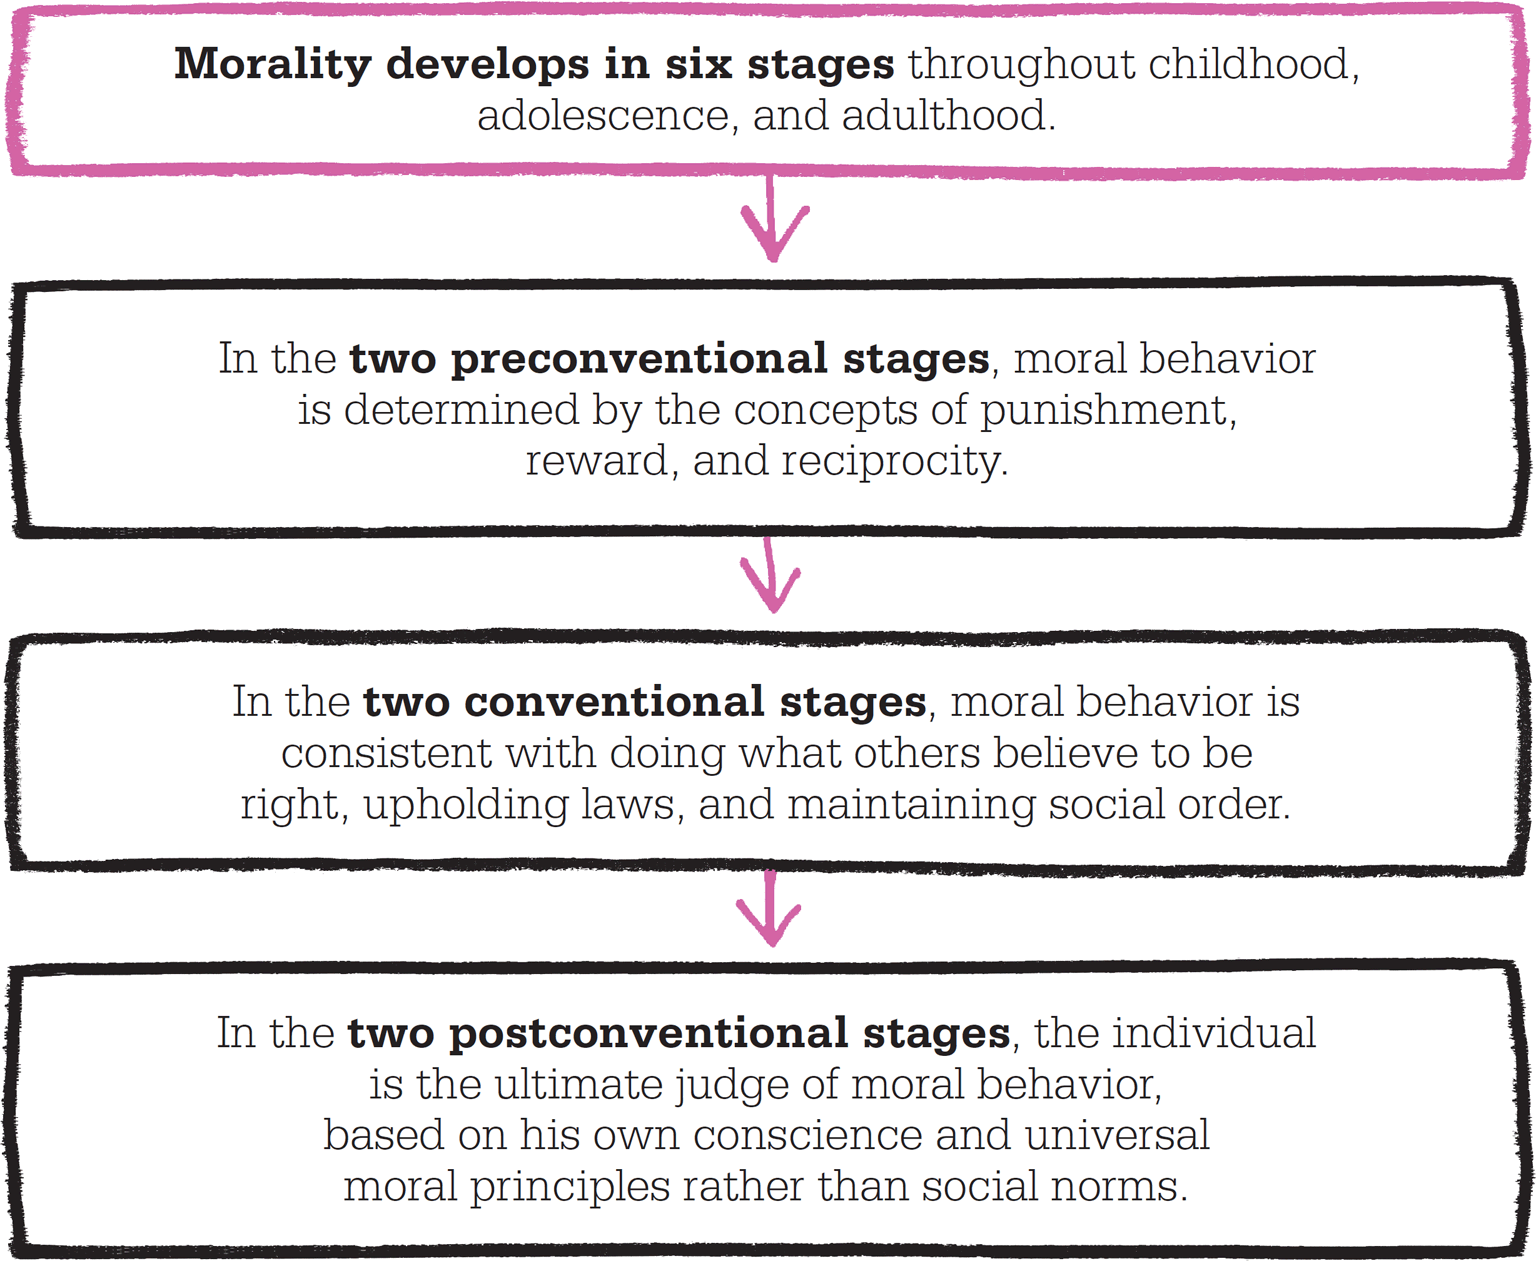 Morality develops in six stages throughout childhood,
adolescence, and adulthood.
In the two preconventional stages, moral behavior
is determined by the concepts of punishment,
reward, and reciprocity.
In the two conventional stages, moral behavior is
consistent with doing what others believe to be
right, upholding laws, and maintaining social order.
In the two postconventional stages, the individual
is the ultimate judge of moral behavior,
based on his own conscience and universal
moral principles rather than social norms.